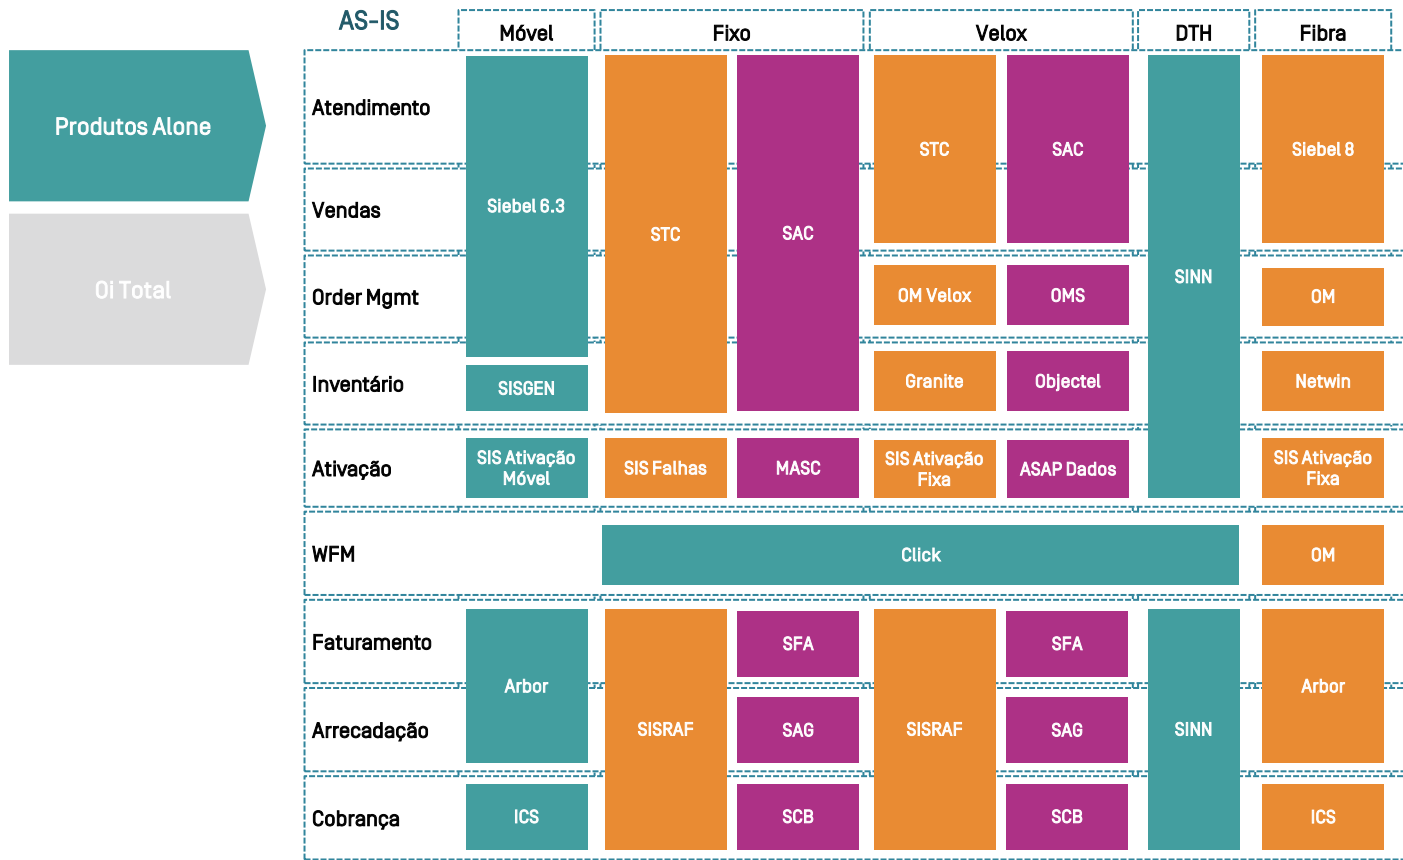 AS-IS
Móvel
Fixo
Velox
DTH
Fibra
Produtos Alone
Oi Total
Atendimento
STC
SAC
Siebel 8
Vendas
Siebel 6.3
STC
SAC
SINN
Order Mgmt
OM Velox
OMS
OM
Inventário
SISGEN
Granite
Objectel
Netwin
Ativação
SIS Ativação
Móvel
SIS Falhas
MASC
SIS Ativação
Fixa
ASAP Dados
SIS Ativação
Fixa
WFM
Click
OM
Faturamento
SFA
SFA
Arbor
Arbor
Arrecadação
SISRAF
SAG
SISRAF
SAG
SINN
Cobrança
ICS
SCB
SCB
ICS